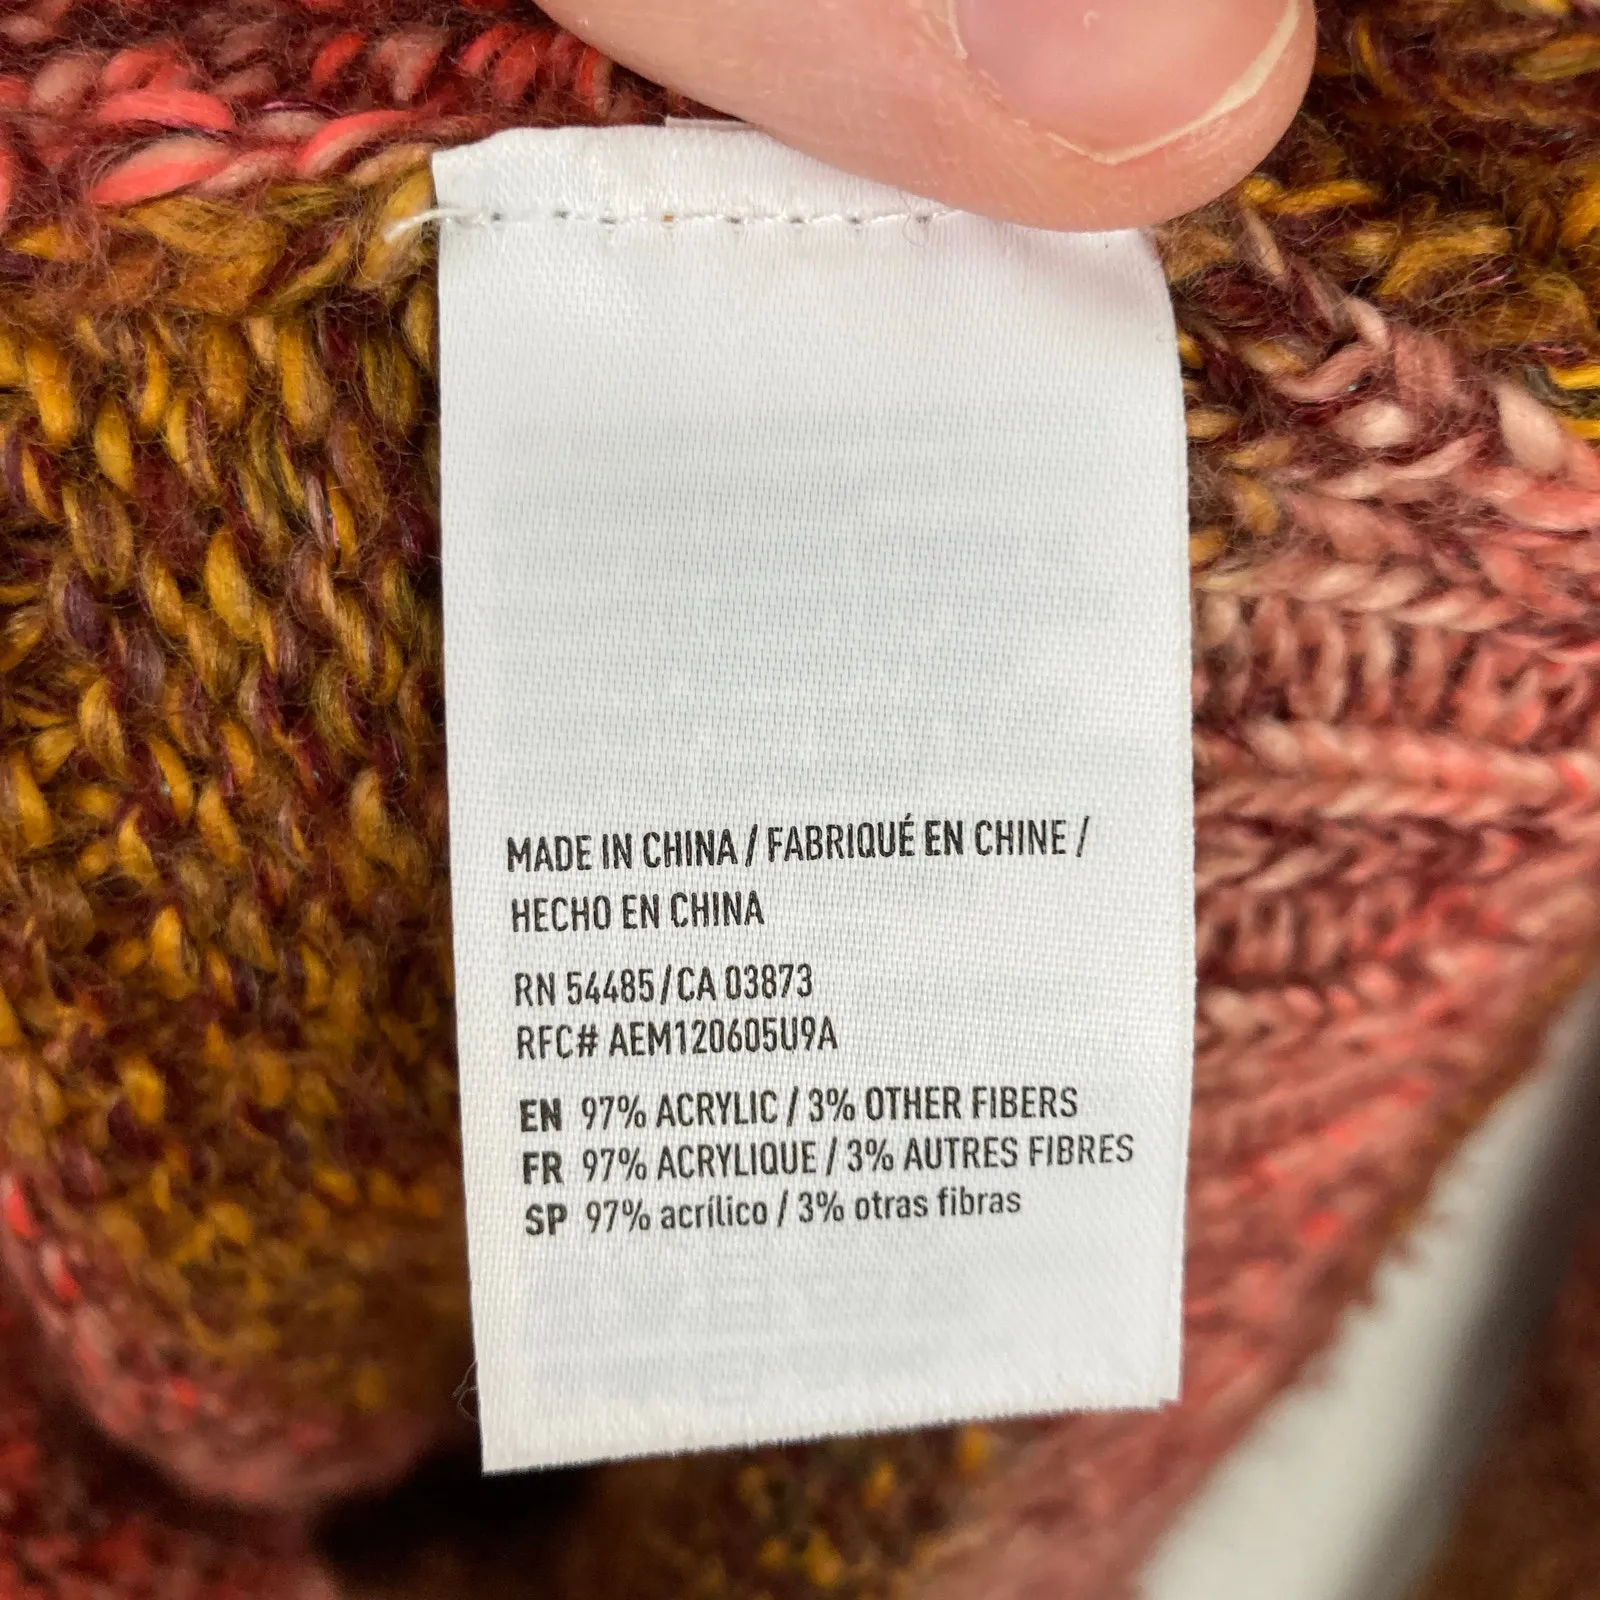 MADE IN CHINA / FABRIQUÉ EN CHINE /
HECHO EN CHINA
RN 54485/CA 03873
RFC# AEM120605U9A
EN 97% ACRYLIC / 3% OTHER FIBERS
FR 97% ACRYLIQUE / 3% AUTRES FIBRES
SP 97% acrílico / 3% otras fibras